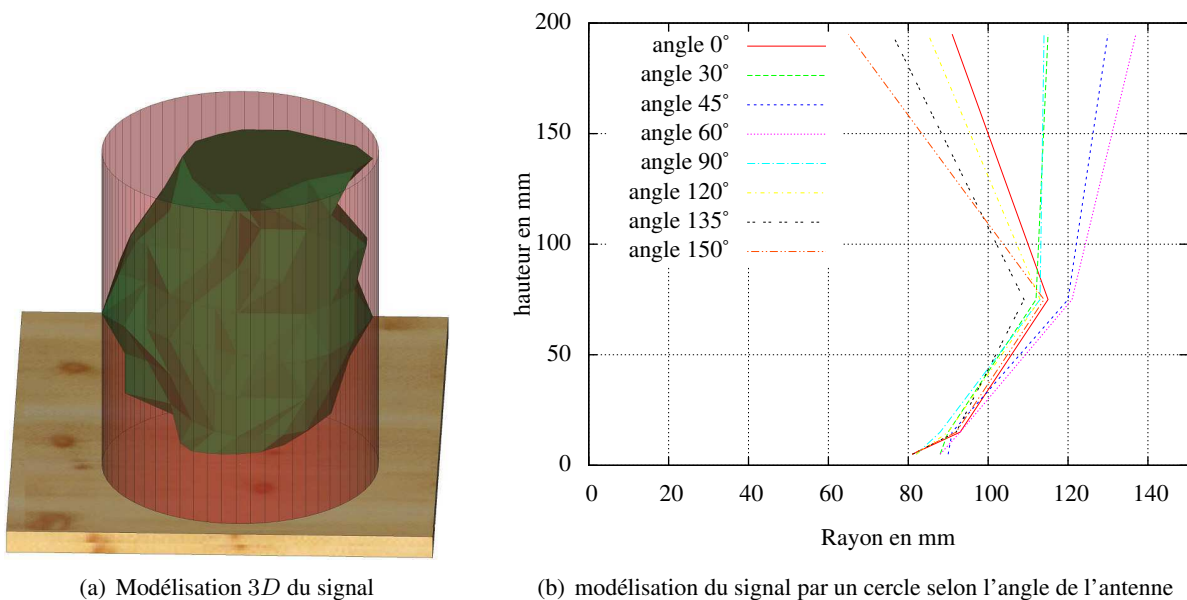 200
150
100
50
0
hauteur en mm
angle 0°
angle 30°
angle 45°
angle 60°
angle 90°
angle 120°
angle 135°
angle 150°
0 20 40 60 80 100 120 140
Rayon en mm
(a) Modélisation 3D du signal
(b) modélisation du signal par un cercle selon l'angle de l'antenne